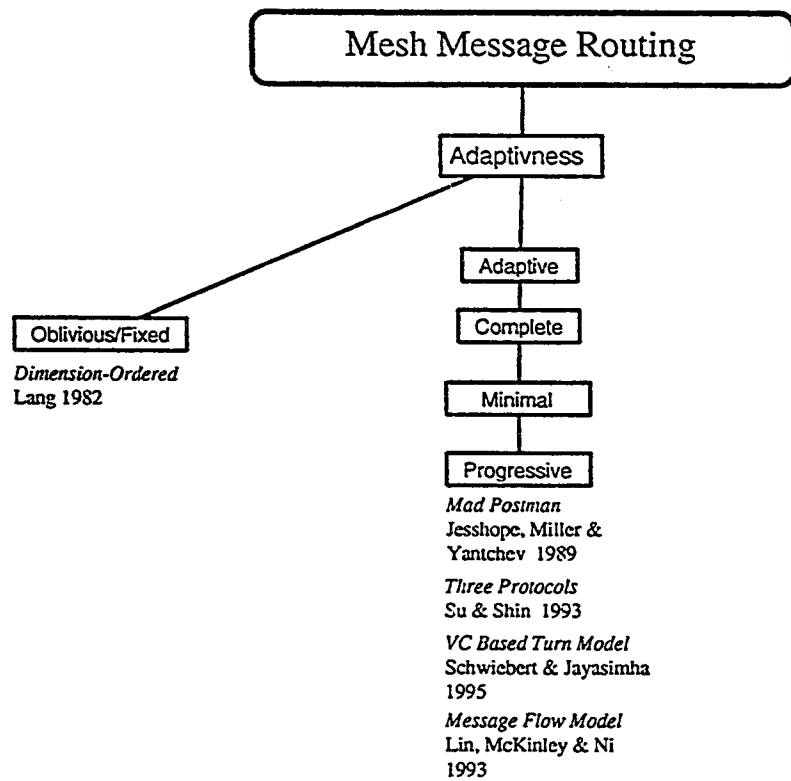 Mesh Message Routing
Adaptivness
Adaptive
Complete
Minimal
Progressive
Oblivious/Fixed
Dimension-Ordered
Lang 1982
Mad Postman
Jesshope, Miller &
Yantchev 1989
Three Protocols
Su & Shin 1993
VC Based Turn Model
Schwiebert & Jayasimha
1995
Message Flow Model
Lin, McKinley & Ni
1993